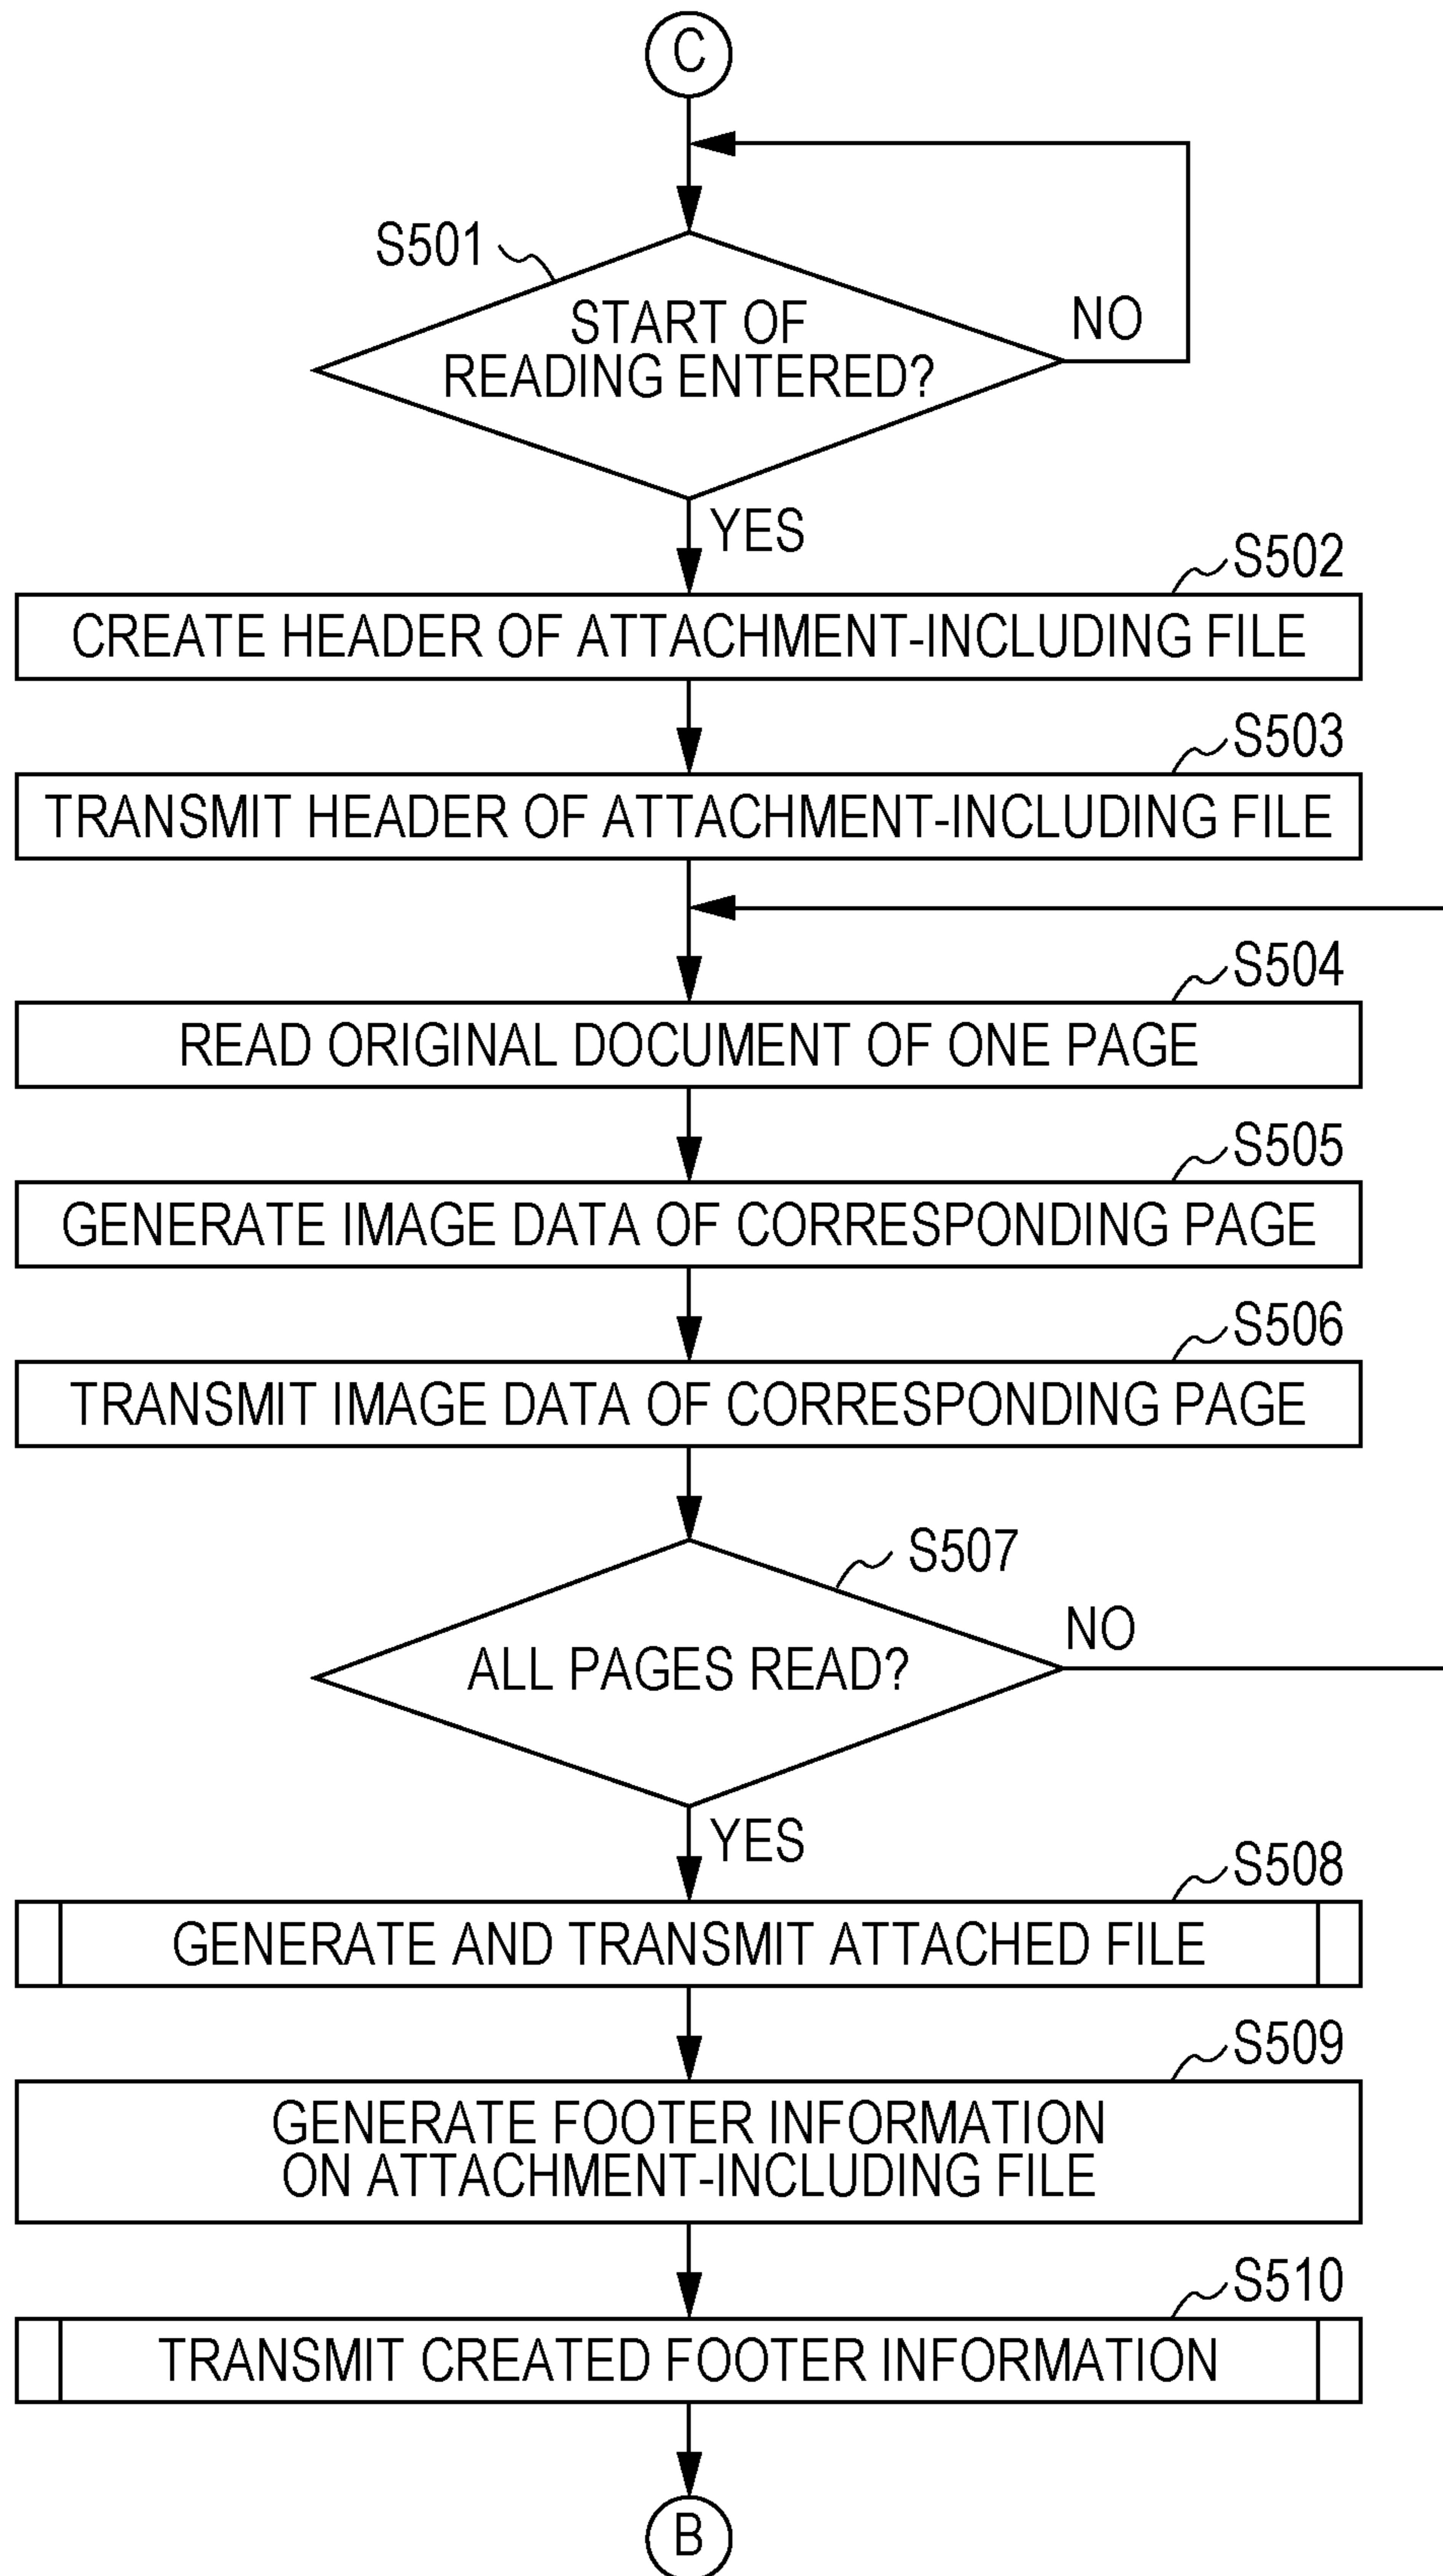 C
S501
START OF
READING ENTERED?
NO
YES
S502
CREATE HEADER OF ATTACHMENT-INCLUDING FILE
S503
TRANSMIT HEADER OF ATTACHMENT-INCLUDING FILE
S504
READ ORIGINAL DOCUMENT OF ONE PAGE
S505
GENERATE IMAGE DATA OF CORRESPONDING PAGE
S506
TRANSMIT IMAGE DATA OF CORRESPONDING PAGE
S507
ALL PAGES READ?
NO
YES
S508
GENERATE AND TRANSMIT ATTACHED FILE
S509
GENERATE FOOTER INFORMATION
ON ATTACHMENT-INCLUDING FILE
S510
TRANSMIT CREATED FOOTER INFORMATION
B